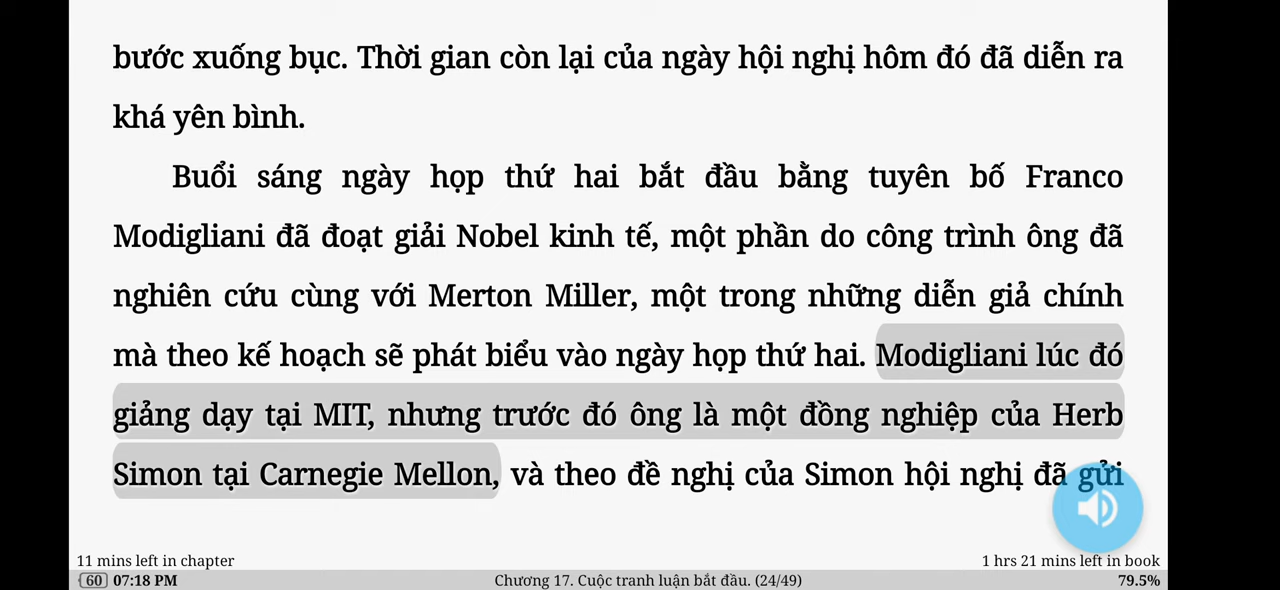 bước xuống bục. Thời gian còn lại của ngày hội nghị hôm đó đã diễn ra
khá yên bình.
Buổi sáng ngày họp thứ hai bắt đầu bằng tuyên bố Franco
Modigliani đã đoạt giải Nobel kinh tế, một phần do công trình ông đã
nghiên cứu cùng với Merton Miller, một trong những diễn giả chính
mà theo kế hoạch sẽ phát biểu vào ngày họp thứ hai. Modigliani lúc đó
giảng dạy tại MIT, nhưng trước đó ông là một đồng nghiệp của Herb
Simon tại Carnegie Mellon, và theo đề nghị của Simon hội nghị đã gửi
11 mins left in chapter 1 hrs 21 mins left in book
60 07:18 PM Chương 17. Cuộc tranh luận bắt đầu. (24/49) 79.5%